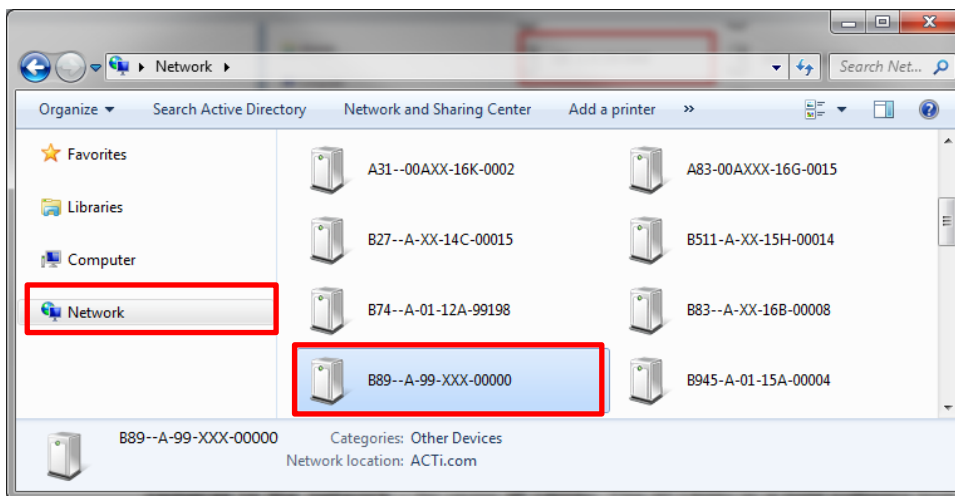 Network
Search Net...
Organize
Search Active Directory
Network and Sharing Center
Add a printer
»
Favorites
Libraries
Computer
Network
A31--00AXX-16K-0002
A83-00AXXX-16G-0015
B27--A-XX-14C-00015
B511-A-XX-15H-00014
B74--A-01-12A-99198
B83--A-XX-16B-00008
B89--A-99-XXX-00000
B945-A-01-15A-00004
B89--A-99-XXX-00000
Categories: Other Devices
Network location: ACTi.com